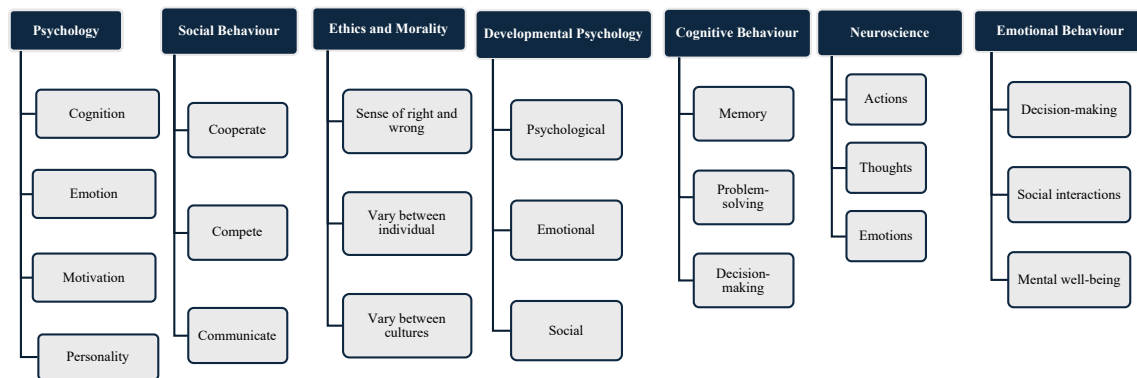 Psychology
Cognition
Emotion
Motivation
Personality
Social Behaviour
Cooperate
Compete
Communicate
Ethics and Morality
Sense of right and
wrong
Vary between
individual
Vary between
cultures
Developmental Psychology
Psychological
Emotional
Social
Cognitive Behaviour
Memory
Problem-
solving
Decision-
making
Neuroscience
Actions
Thoughts
Emotions
Emotional Behaviour
Decision-making
Social interactions
Mental well-being